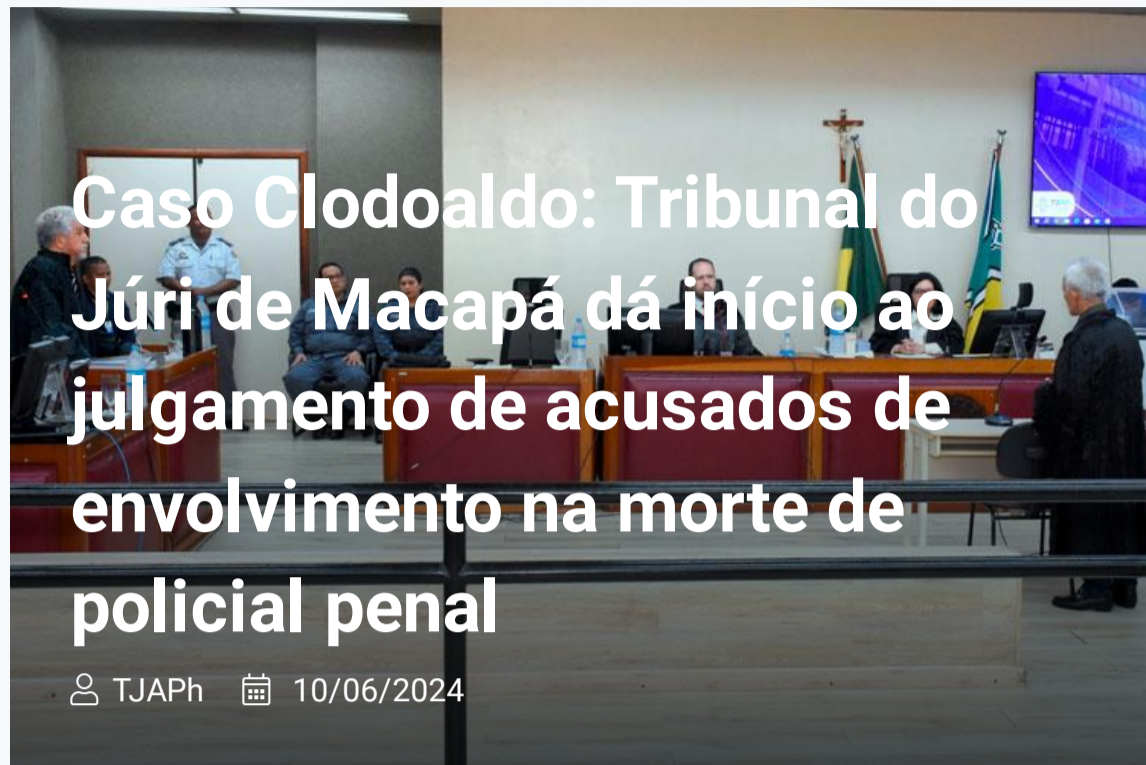 Caso Clodoaldo: Tribunal do
Júri de Macapá dá início ao
julgamento de acusados de
envolvimento na morte de
policial penal
TJAPh 10/06/2024